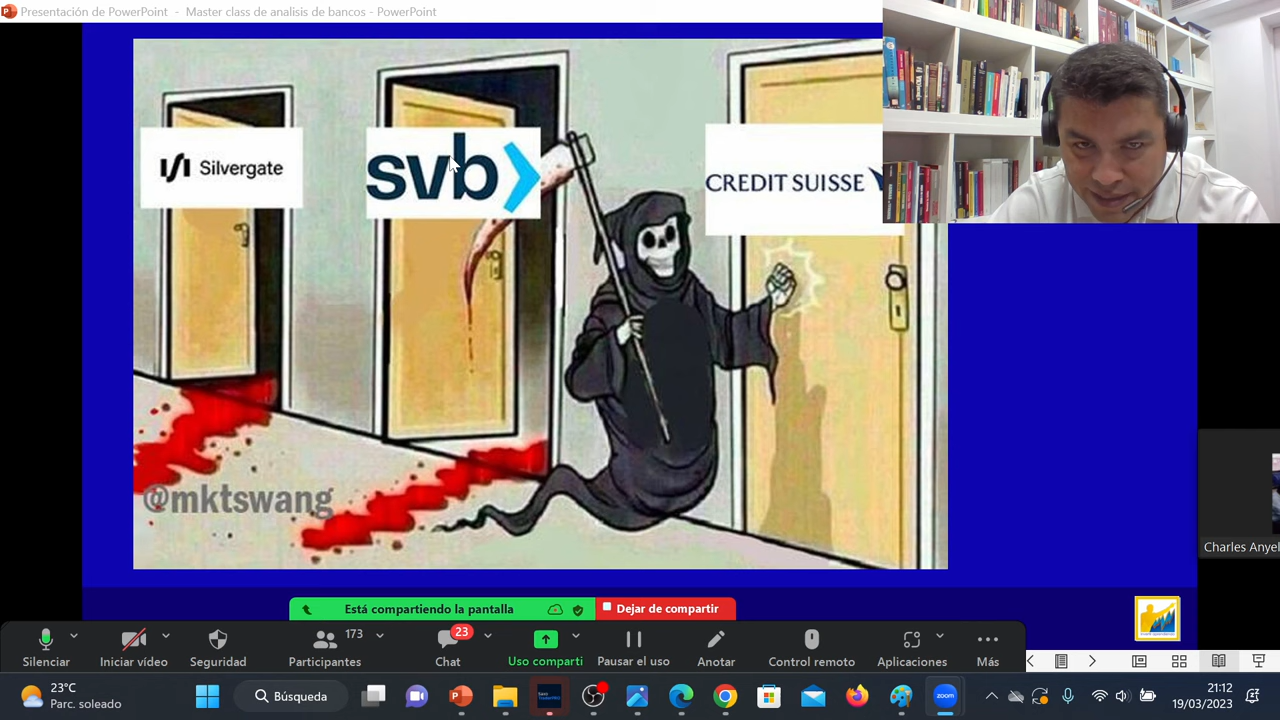 Presentación de PowerPoint - Master class de analisis de bancos - PowerPoint
Silvergate
svb
CREDIT SUISSE
@mktswang
Charles Anyel
Está compartiendo la pantalla
Dejar de compartir
173
23
Silenciar
Iniciar vídeo
Seguridad
Participantes
Chat
Uso comparti
Pausar el uso
Anotar
Control remoto
Aplicaciones
Más
23°C
Parc. soleado
Búsqueda
zoom
21:12
19/03/2023